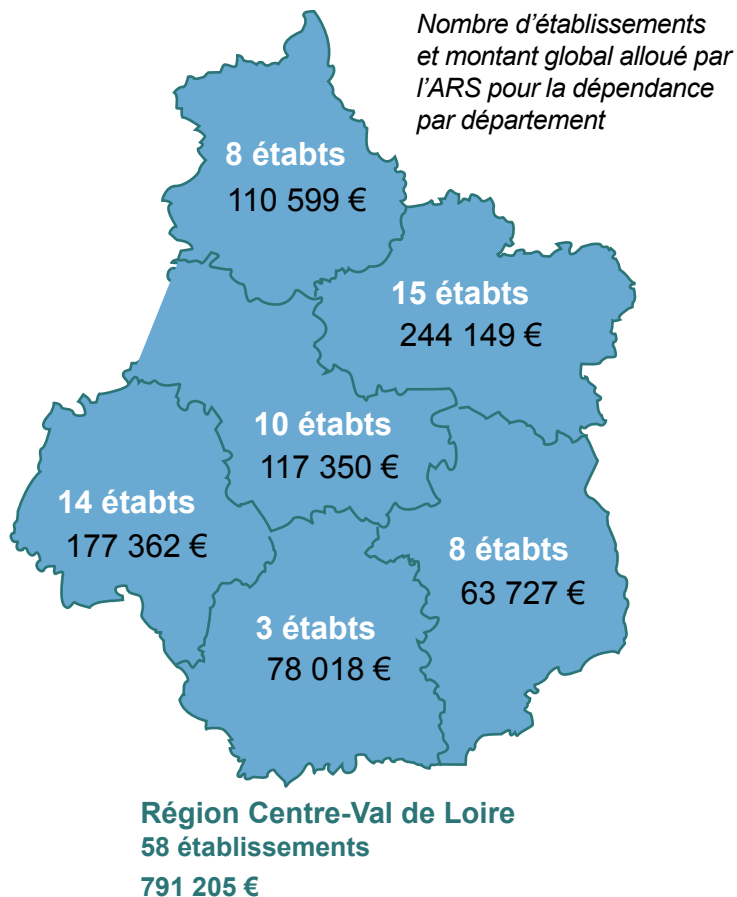 Nombre d'établissements
et montant global alloué par
l'ARS pour la dépendance
par département
8 étabts
110 599 €
15 étabts
244 149 €
10 étabts
117 350 €
14 étabts
177 362 €
8 étabts
63 727 €
3 étabts
78 018 €
Région Centre-Val de Loire
58 établissements
791 205 €